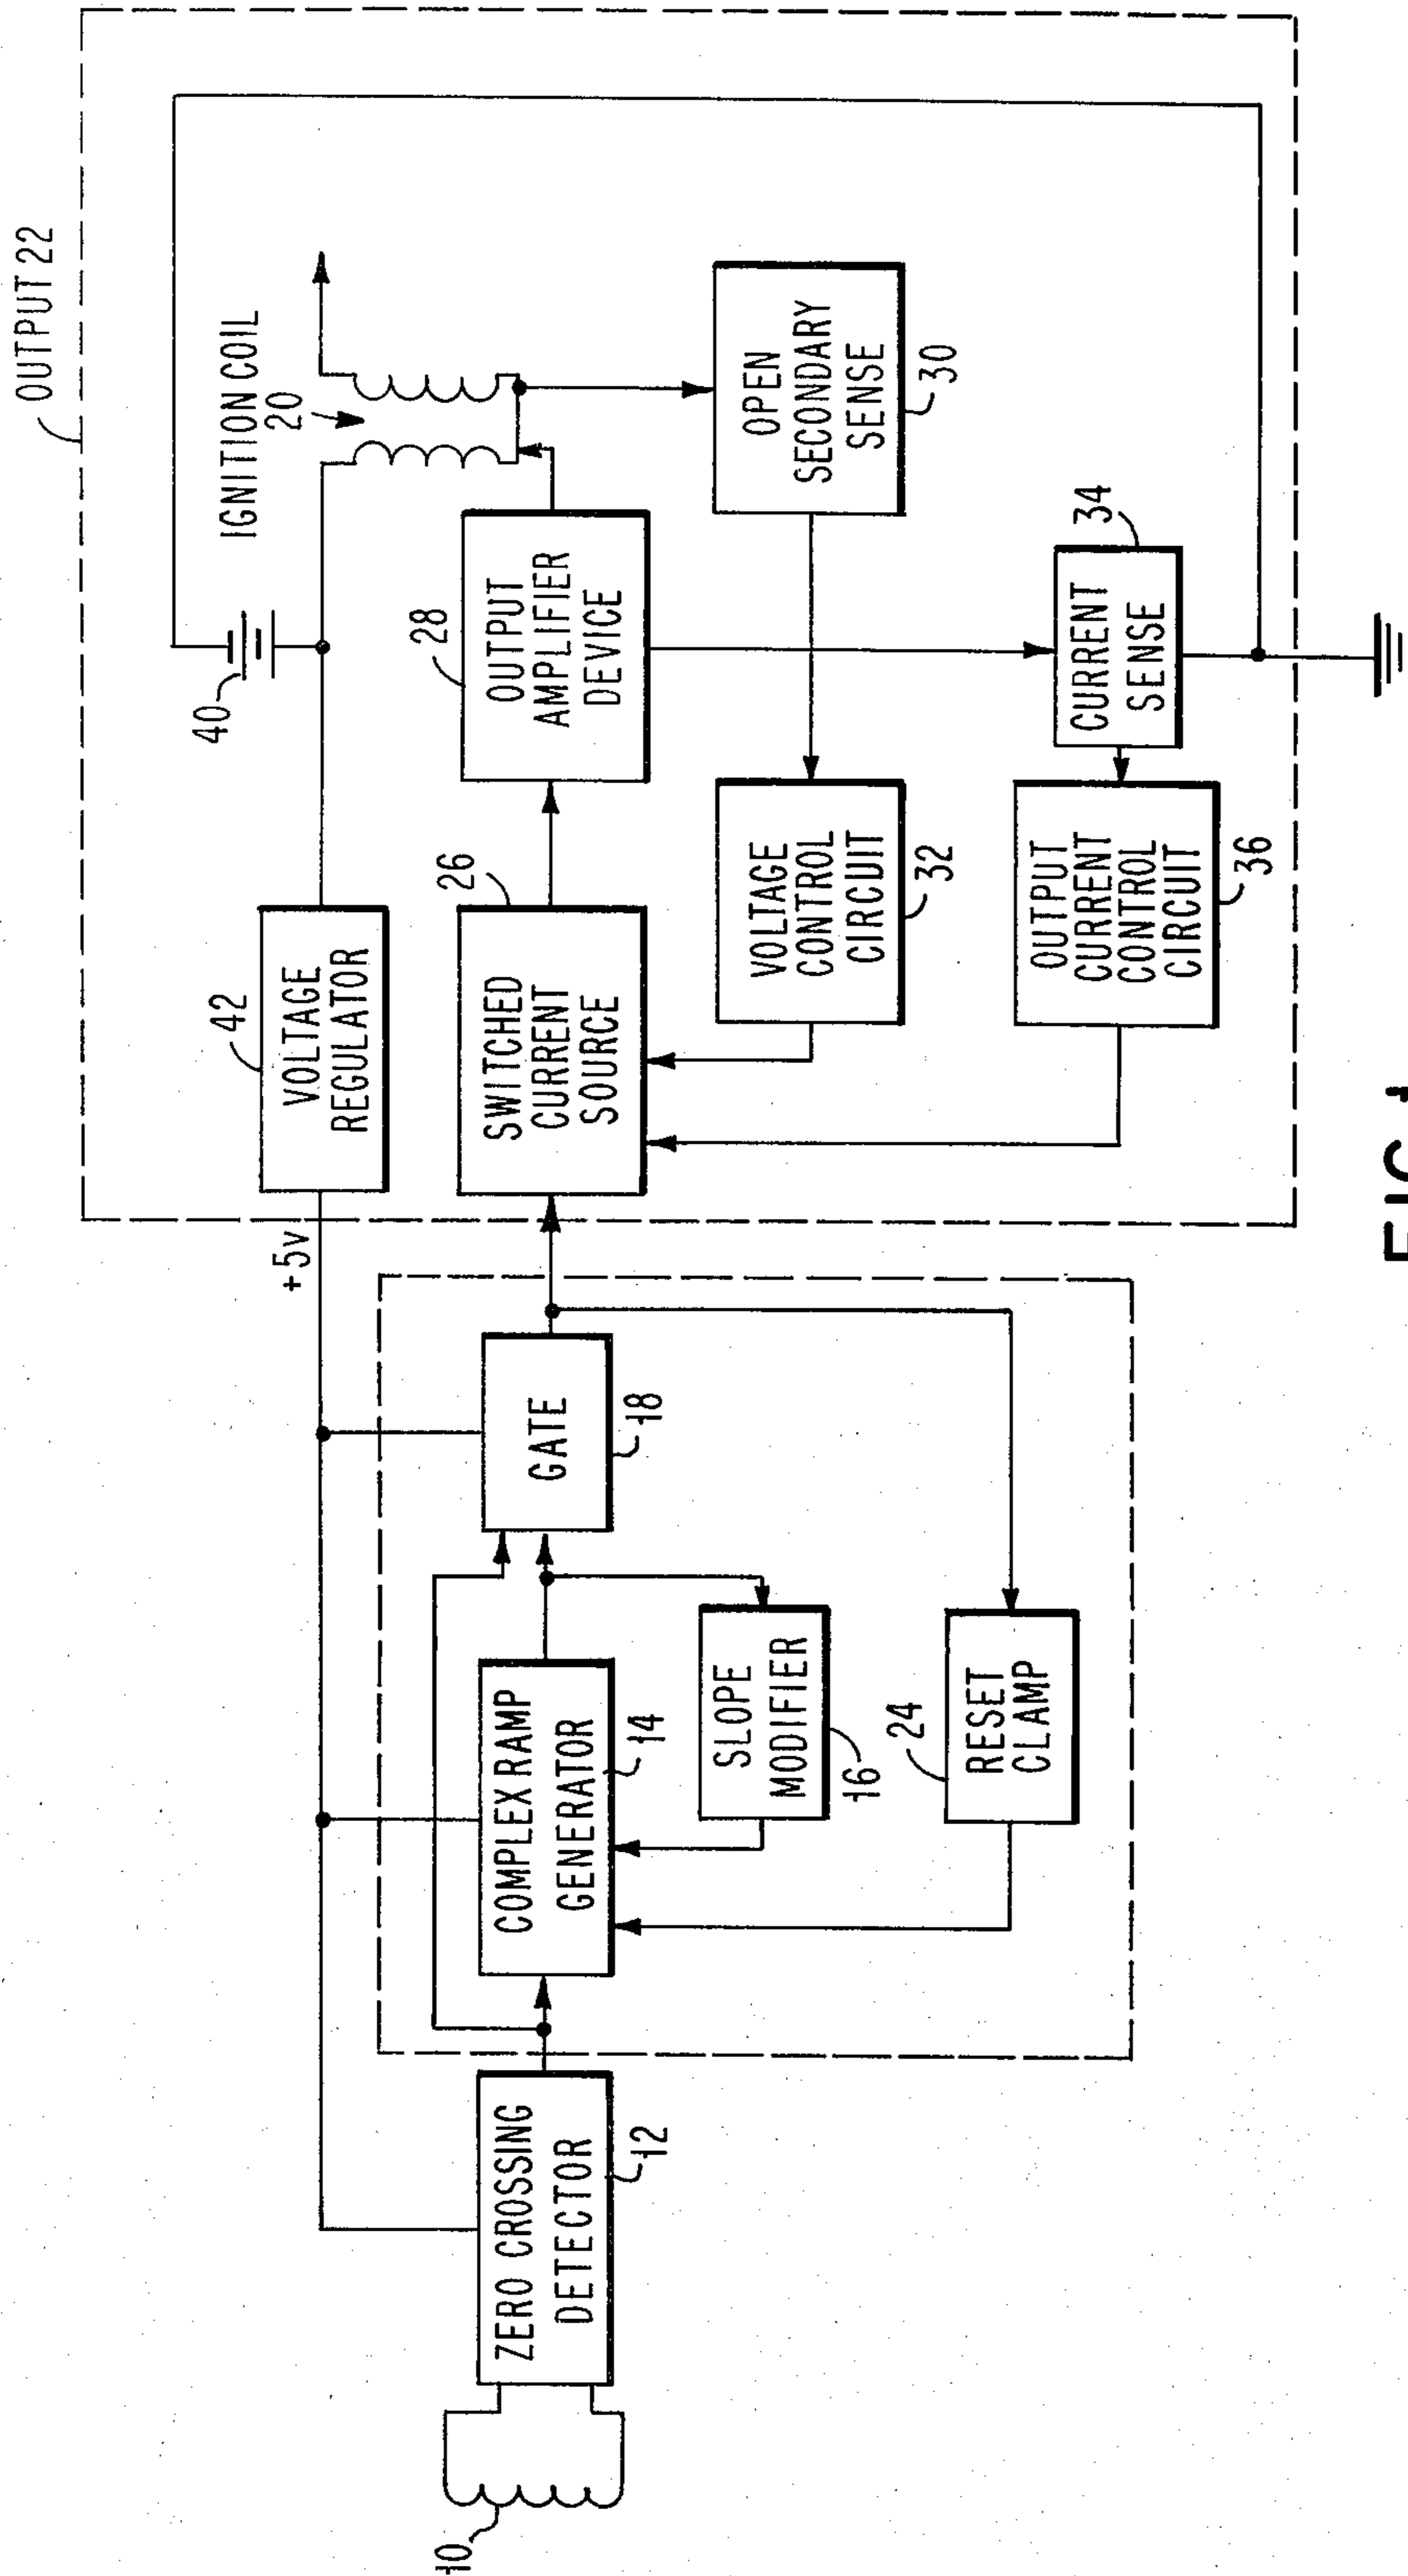 OUTPUT 22
IGNITION COIL
20
40
42
VOLTAGE
REGULATOR
+5v
28
OUTPUT
AMPLIFIER
DEVICE
26
SWITCHED
CURRENT
SOURCE
OPEN
SECONDARY
SENSE
30
VOLTAGE
CONTROL
CIRCUIT
32
34
CURRENT
SENSE
OUTPUT
CURRENT
CONTROL
CIRCUIT
36
GATE
18
COMPLEX RAMP
GENERATOR
14
SLOPE
MODIFIER
16
24
RESET
CLAMP
ZERO CROSSING
DETECTOR
12
10